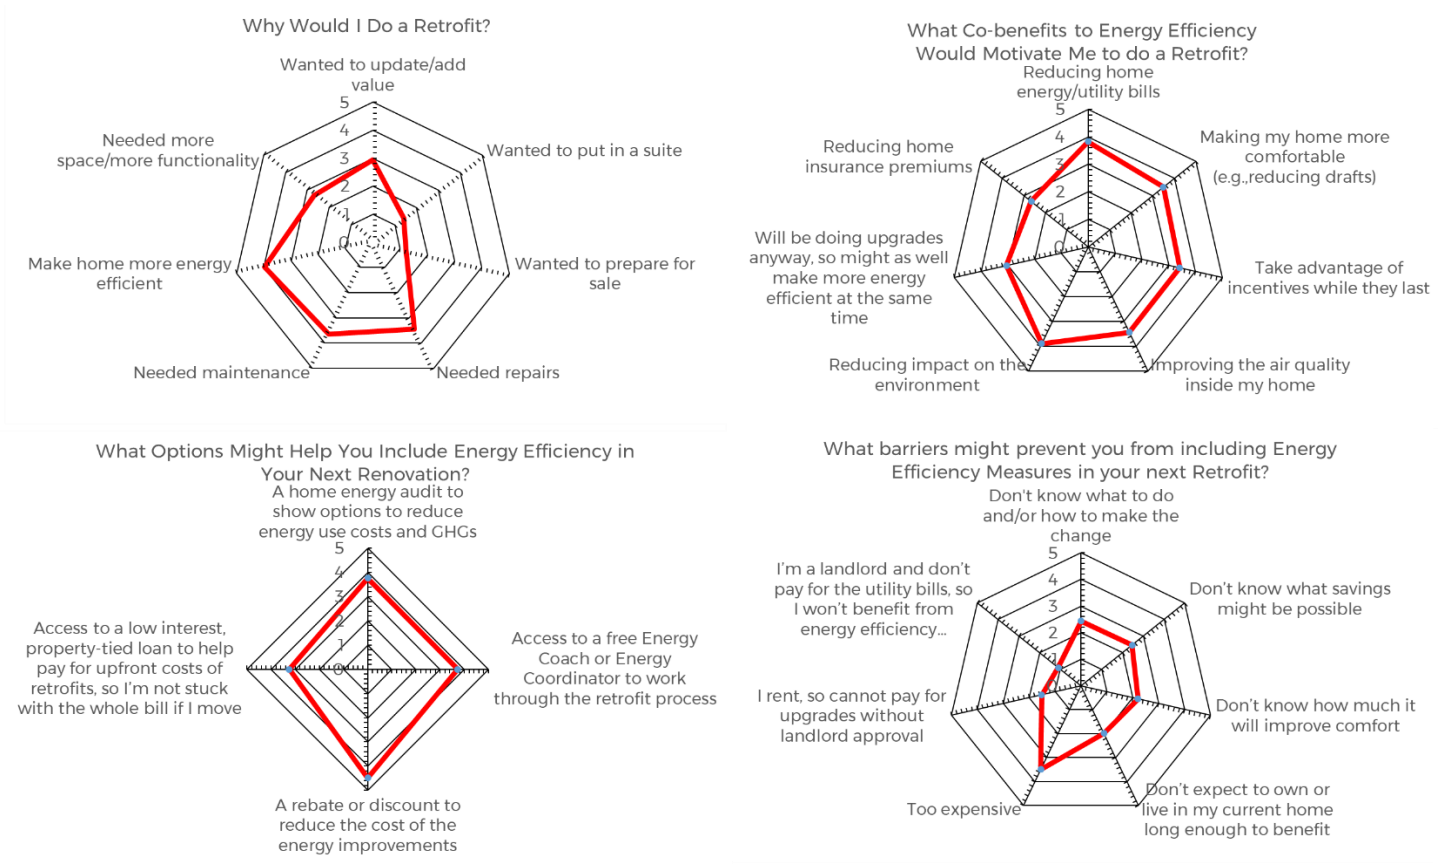 Why Would I Do a Retrofit?
Wanted to update/add
value
5
4
3
2
1
0
Wanted to put in a suite
Wanted to prepare for
sale
Needed repairs
Needed maintenance
Make home more energy
efficient
Needed more
space/more functionality
What Co-benefits to Energy Efficiency
Would Motivate Me to do a Retrofit?
Reducing home
energy/utility bills
5
4
3
2
1
0
Making my home more
comfortable
(e.g.,reducing drafts)
Take advantage of
incentives while they last
Improving the air quality
inside my home
Reducing impact on the
environment
Will be doing upgrades
anyway, so might as well
make more energy
efficient at the same
time
Reducing home
insurance premiums
What Options Might Help You Include Energy Efficiency in
Your Next Renovation?
A home energy audit to
show options to reduce
energy use costs and GHGs
5
4
3
2
1
0
Access to a free Energy
Coach or Energy
Coordinator to work
through the retrofit process
A rebate or discount to
reduce the cost of the
energy improvements
Access to a low interest,
property-tied loan to help
pay for upfront costs of
retrofits, so I’m not stuck
with the whole bill if I move
What barriers might prevent you from including Energy
Efficiency Measures in your next Retrofit?
Don't know what to do
and/or how to make the
change
5
4
3
2
1
0
Don’t know what savings
might be possible
Don’t know how much it
will improve comfort
Don’t expect to own or
live in my current home
long enough to benefit
Too expensive
I rent, so cannot pay for
upgrades without
landlord approval
I’m a landlord and don’t
pay for the utility bills, so
I won’t benefit from
energy efficiency…